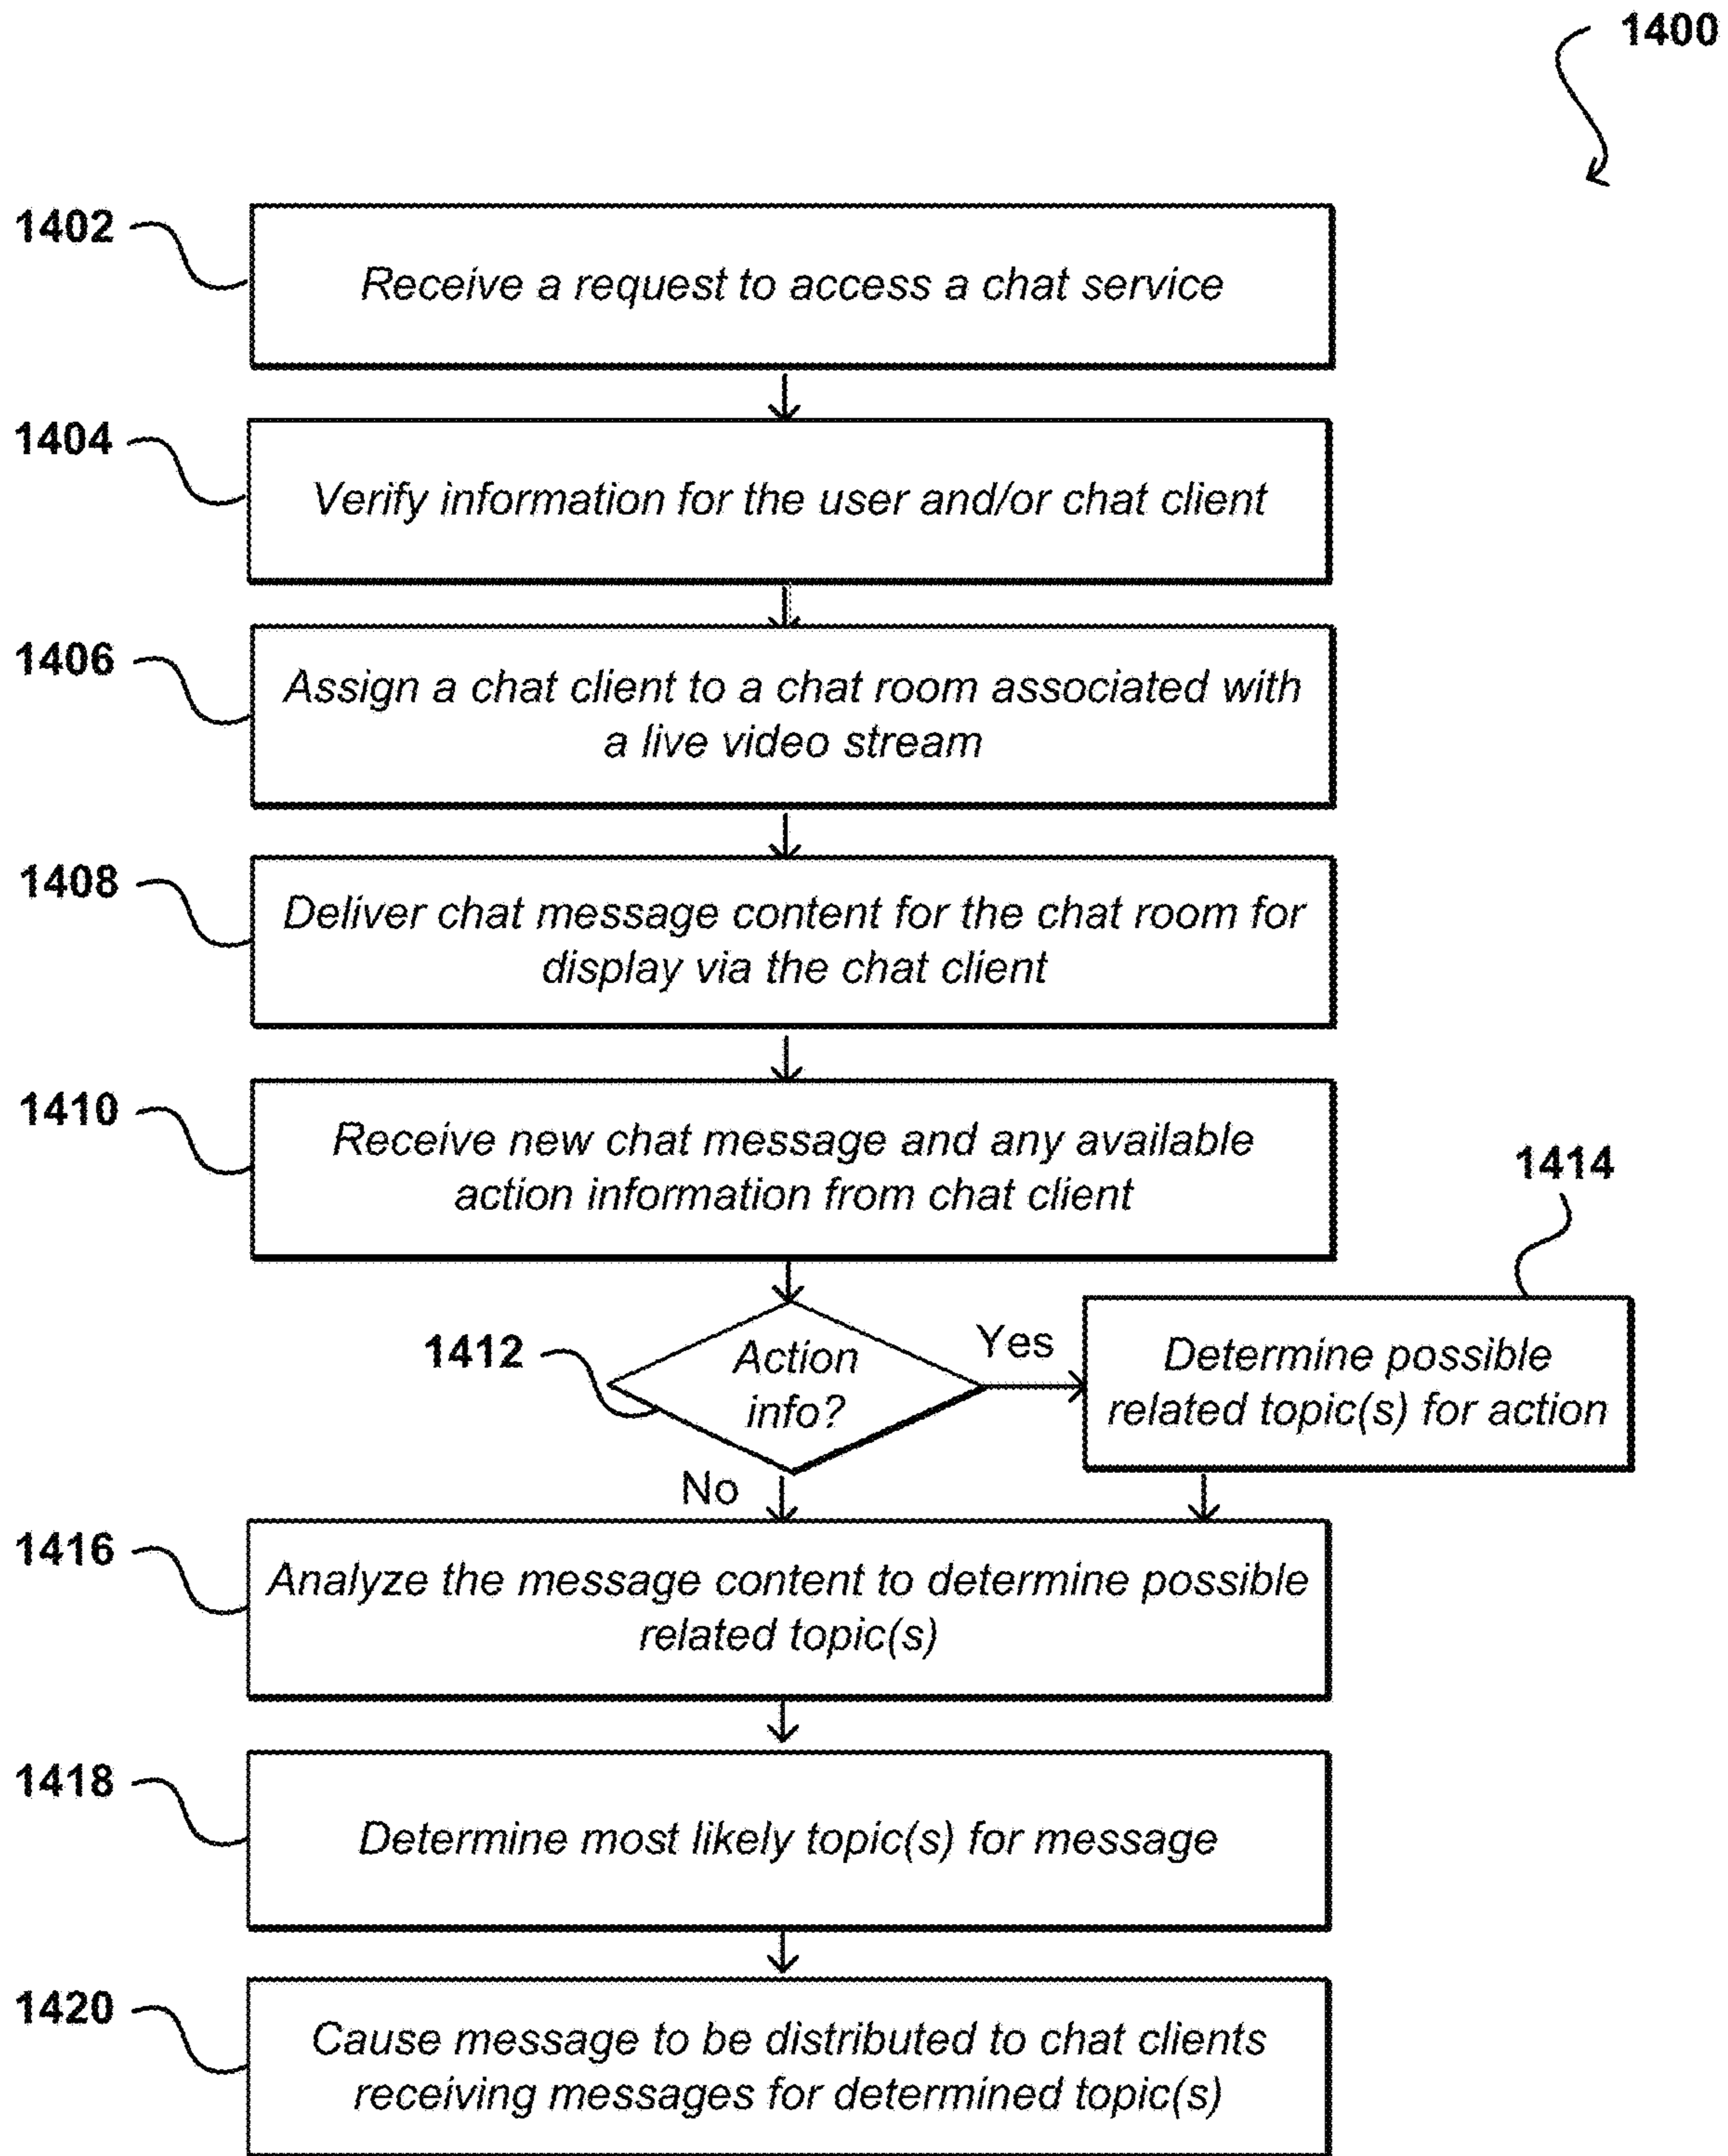 1400
1402
Receive a request to access a chat service
1404
Verify information for the user and/or chat client
1406
Assign a chat client to a chat room associated with
a live video stream
1408
Deliver chat message content for the chat room for
display via the chat client
1410
Receive new chat message and any available
action information from chat client
1414
1412
Action
info?
Yes
Determine possible
related topic(s) for action
No
1416
Analyze the message content to determine possible
related topic(s)
1418
Determine most likely topic(s) for message
1420
Cause message to be distributed to chat clients
receiving messages for determined topic(s)